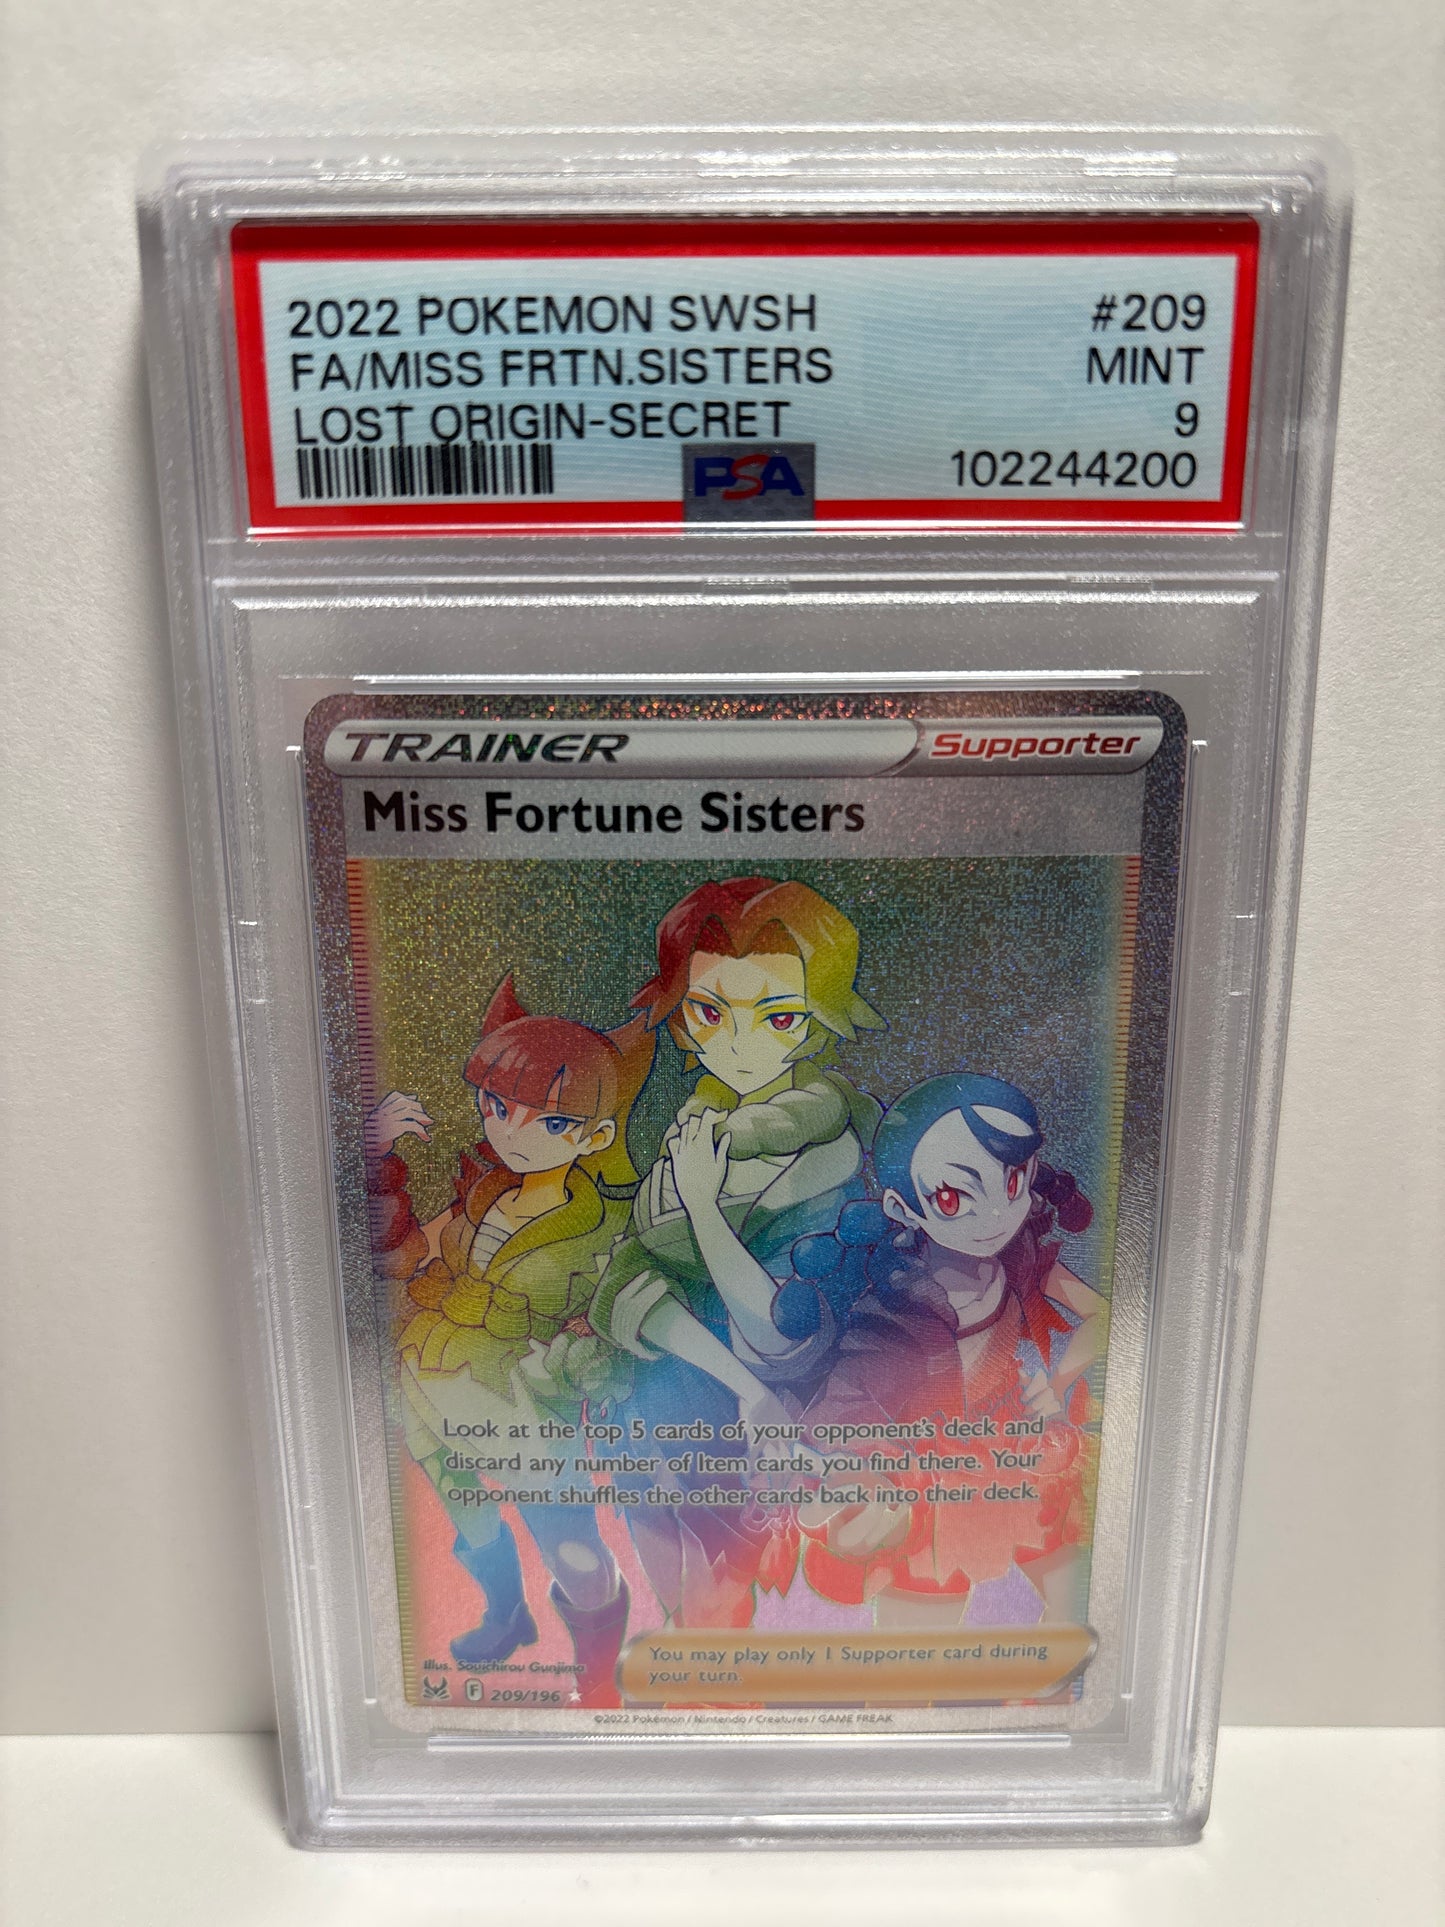 2022 POKEMON SWSH #209
FA/MISS FRTN.SISTERS MINT
LOST ORIGIN-SECRET 9
PSA 102244200
TRAINER Supporter
Miss Fortune Sisters
Look at the top 5 cards of your opponent's deck and
discard any number of Item cards you find there. Your
opponent shuffles the other cards back into their deck.
You may play only 1 Supporter card during
your turn.
Illus. Souichirou Gunjima
F 209/196 ★
©2022 Pokémon / Nintendo / Creatures / GAME FREAK